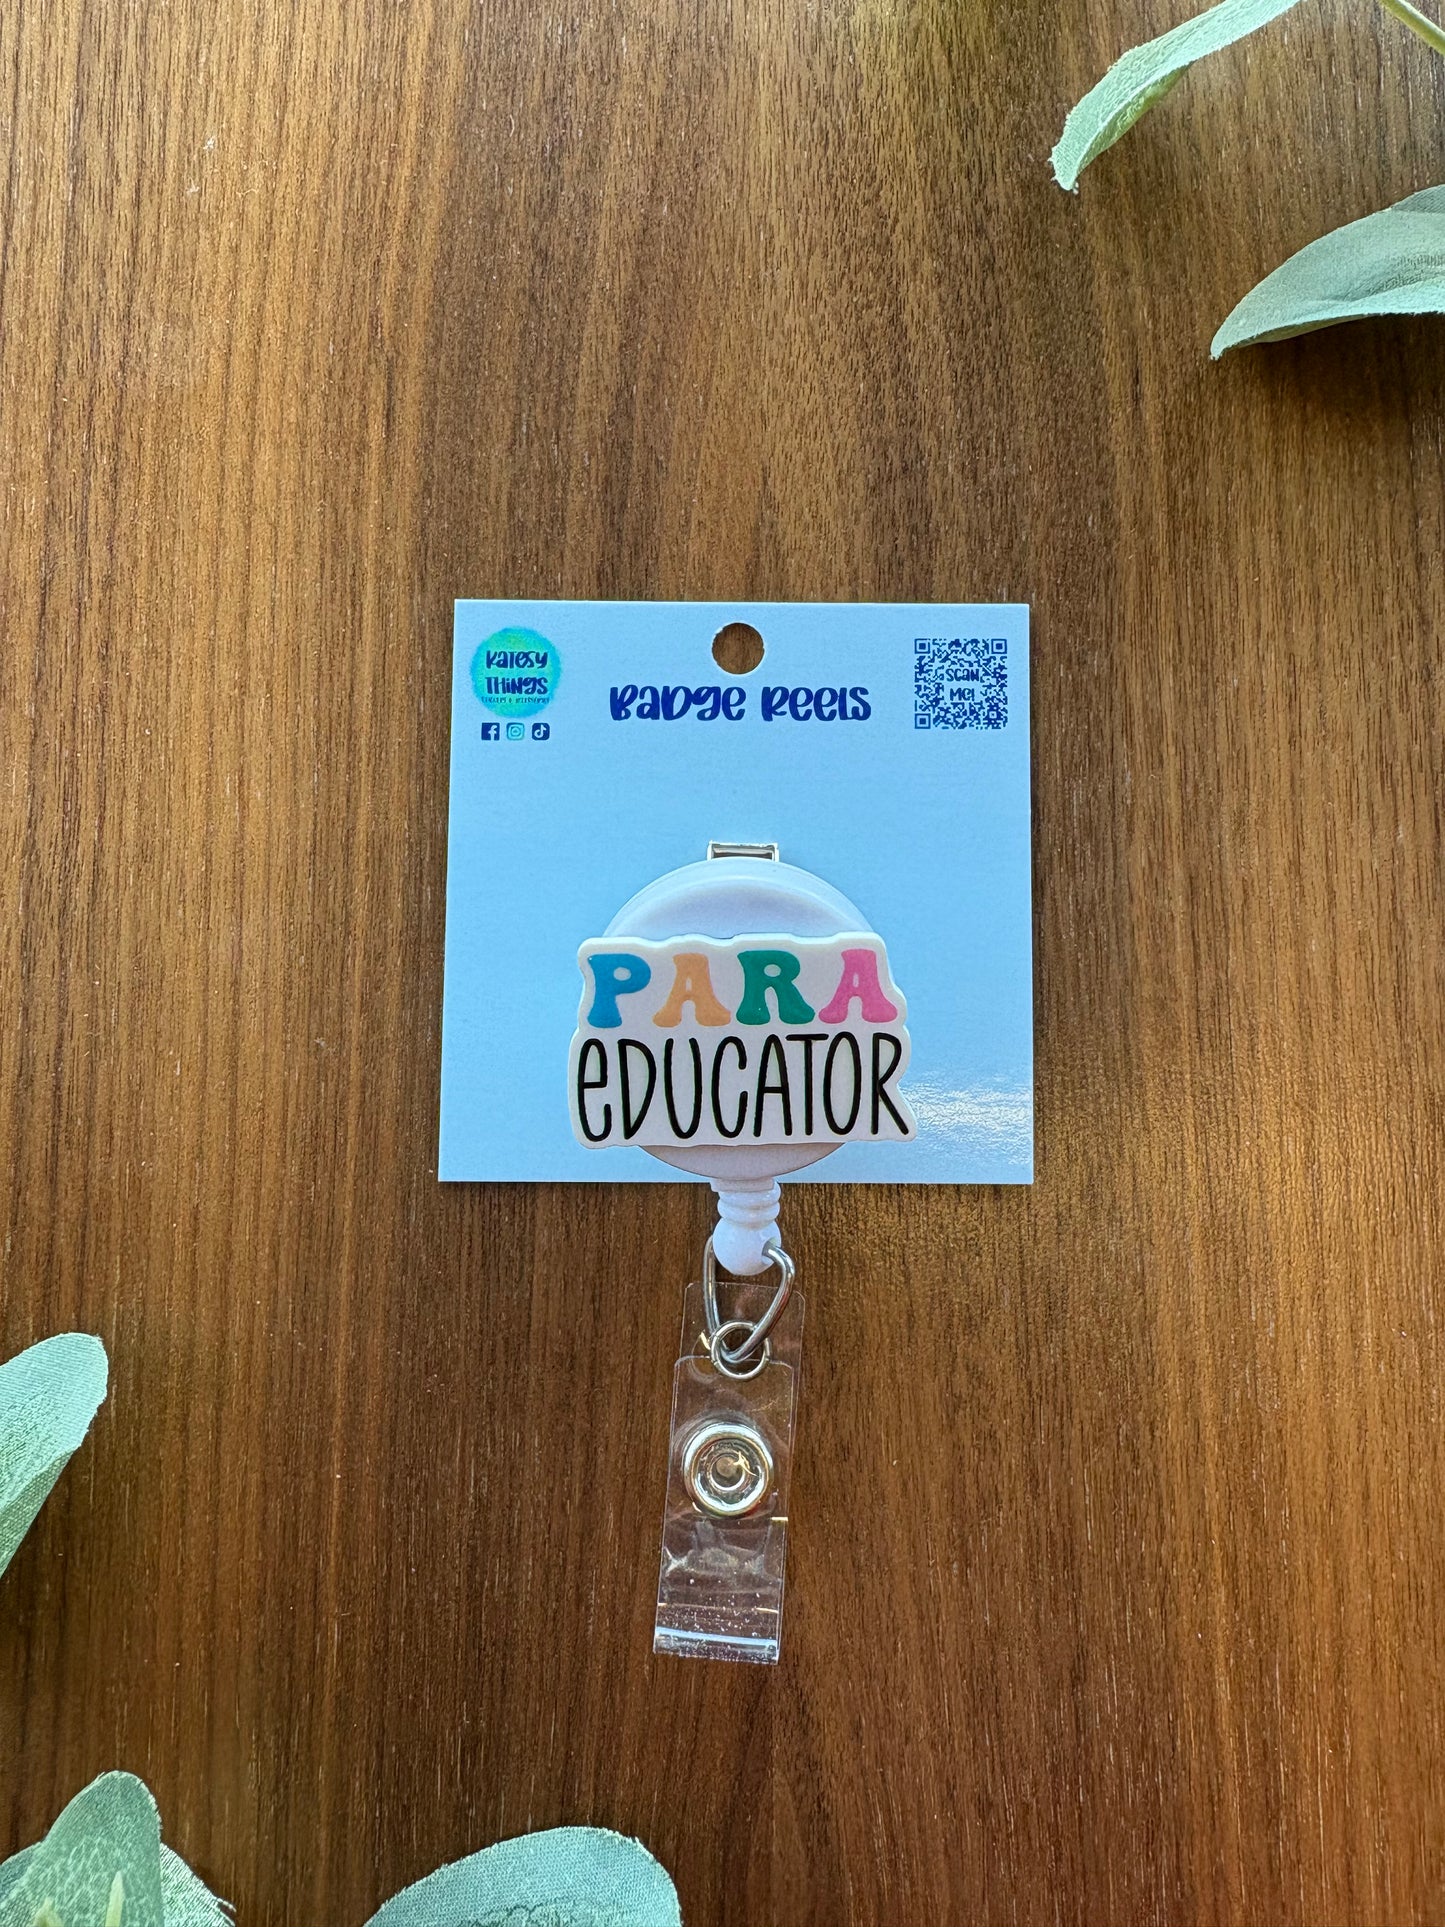 Katesy
Things
Badge Reels
SCAN
ME!
PARA
eDUCATOR